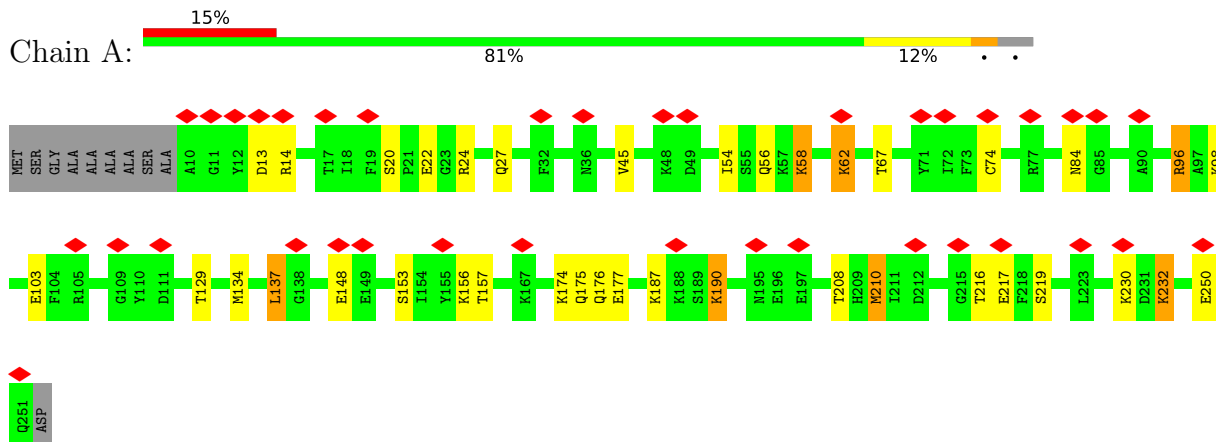 15%
Chain A:
81% 12% • •
MET SER GLY ALA ALA ALA ALA SER ALA A10 G11 Y12 D13 R14 T17 I18 F19 S20 P21 E22 G23 R24 Q27 F32 N36 V45 K48 D49 I54 S55 Q56 K57 K58 K62 T67 Y71 I72 F73 C74 R77 N84 G85 A90 R96 A97 K98
E103 F104 R105 G109 Y110 D111 T129 M134 L137 G138 E148 E149 S153 I154 Y155 K156 T157 K167 K174 Q175 Q176 E177 K187 K188 S189 K190 N195 E196 E197 T208 H209 M210 I211 D212 G215 T216 E217 F218 S219 L223 K230 D231 K232 E250
Q251 ASP